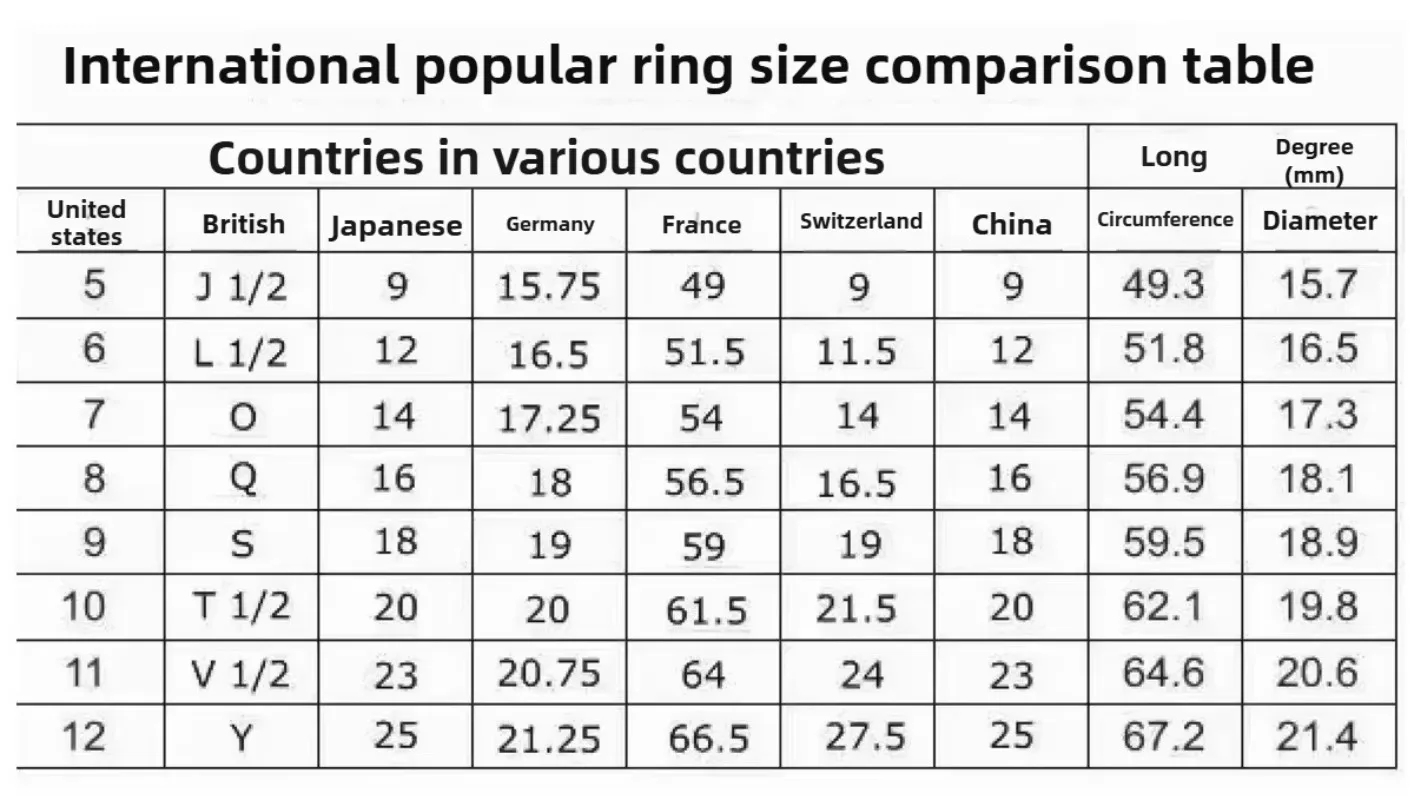 International popular ring size comparison table
Countries in various countries Long Degree (mm)
United states British Japanese Germany France Switzerland China Circumference Diameter
5 J 1/2 9 15.75 49 9 9 49.3 15.7
6 L 1/2 12 16.5 51.5 11.5 12 51.8 16.5
7 O 14 17.25 54 14 14 54.4 17.3
8 Q 16 18 56.5 16.5 16 56.9 18.1
9 S 18 19 59 19 18 59.5 18.9
10 T 1/2 20 20 61.5 21.5 20 62.1 19.8
11 V 1/2 23 20.75 64 24 23 64.6 20.6
12 Y 25 21.25 66.5 27.5 25 67.2 21.4